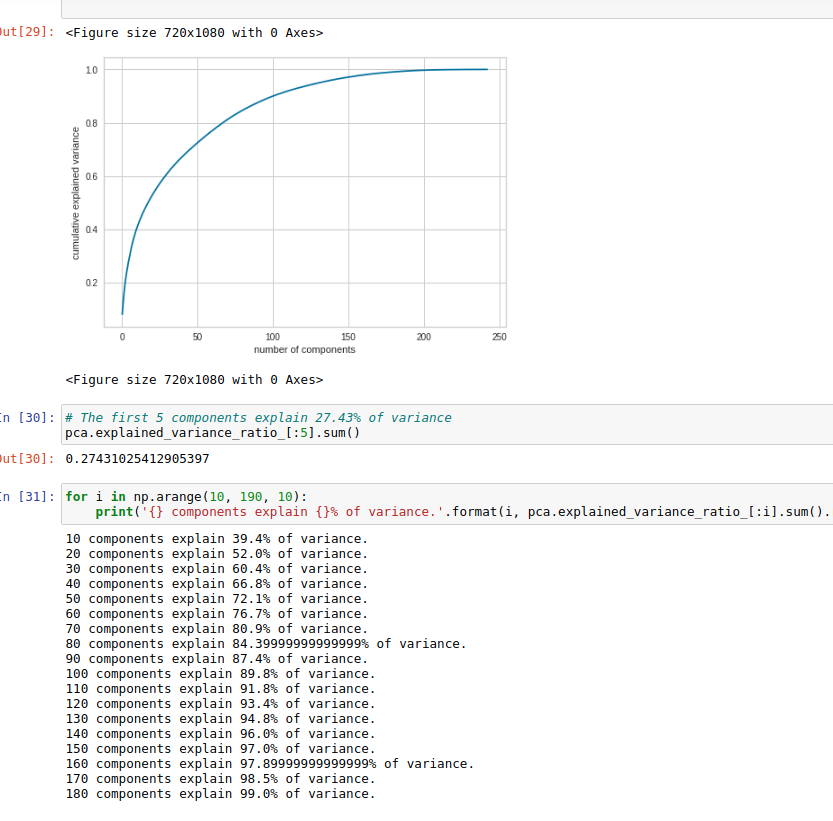 Out[29]: <Figure size 720x1080 with 0 Axes>
1.0
0.8
0.6
0.4
0.2
cumulative explained variance
0 50 100 150 200 250
number of components
<Figure size 720x1080 with 0 Axes>
In [30]: # The first 5 components explain 27.43% of variance
pca.explained_variance_ratio_[:5].sum()
Out[30]: 0.27431025412905397
In [31]: for i in np.arange(10, 190, 10):
print('{} components explain {}% of variance.'.format(i, pca.explained_variance_ratio_[:i].sum().
10 components explain 39.4% of variance.
20 components explain 52.0% of variance.
30 components explain 60.4% of variance.
40 components explain 66.8% of variance.
50 components explain 72.1% of variance.
60 components explain 76.7% of variance.
70 components explain 80.9% of variance.
80 components explain 84.39999999999999% of variance.
90 components explain 87.4% of variance.
100 components explain 89.8% of variance.
110 components explain 91.8% of variance.
120 components explain 93.4% of variance.
130 components explain 94.8% of variance.
140 components explain 96.0% of variance.
150 components explain 97.0% of variance.
160 components explain 97.89999999999999% of variance.
170 components explain 98.5% of variance.
180 components explain 99.0% of variance.